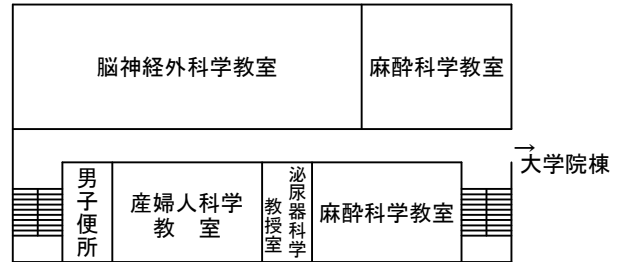 脳神経外科学教室
麻酔科学教室
→
大学院棟
男子便所
産婦人科学
教　室
泌尿器科学
教授室
麻酔科学教室